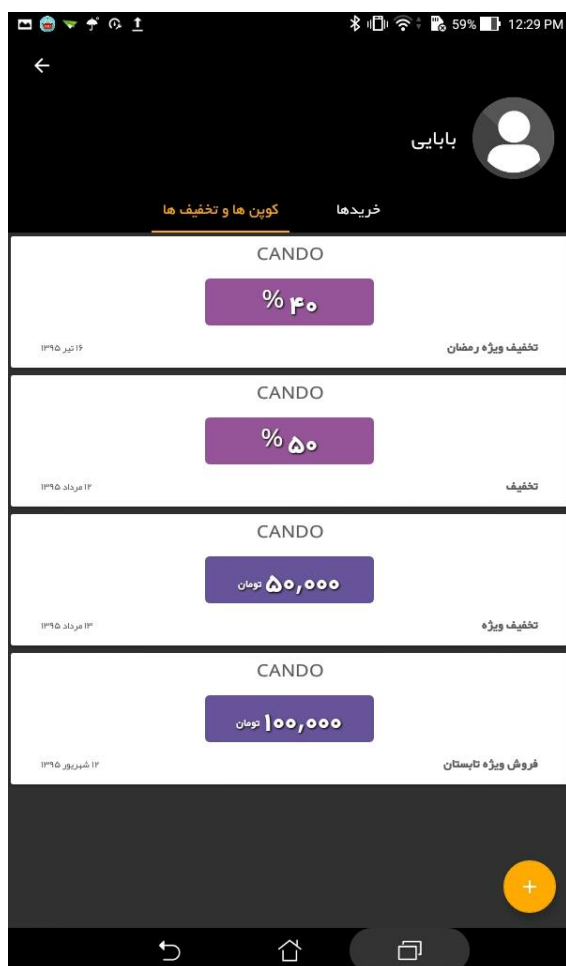 59% 12:29 PM
بابایی
خریدها
کوپن ها و تخفیف ها
CANDO
% ۴۰
تخفیف ویژه رمضان
۱۶ تیر ۱۳۹۵
CANDO
% ۵۰
تخفیف
۱۲ مرداد ۱۳۹۵
CANDO
۵۰,۰۰۰ تومان
تخفیف ویژه
۱۳ مرداد ۱۳۹۵
CANDO
۱۰۰,۰۰۰ تومان
فروش ویژه تابستان
۱۲ شهریور ۱۳۹۵